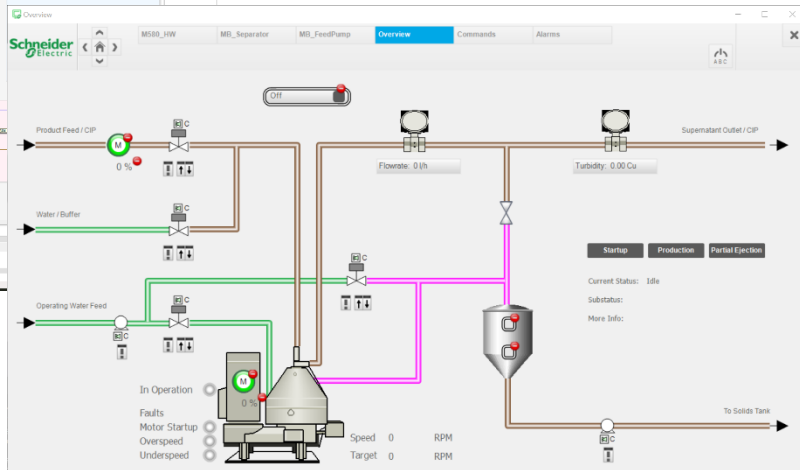 Overview
Schneider
Electric
M580_HW
MB_Separator
MB_FeedPump
Overview
Commands
Alarms
A B C
Off
Product Feed / CIP
M
0 %
C
Flowrate: 0 l/h
Turbidity: 0.00 Cu
Supernatant Outlet / CIP
Water / Buffer
C
Startup
Production
Partial Ejection
C
Current Status: Idle
Substatus:
More Info:
Operating Water Feed
C
C
M
0 %
In Operation
Faults
Motor Startup
Overspeed
Underspeed
Speed 0 RPM
Target 0 RPM
To Solids Tank
C